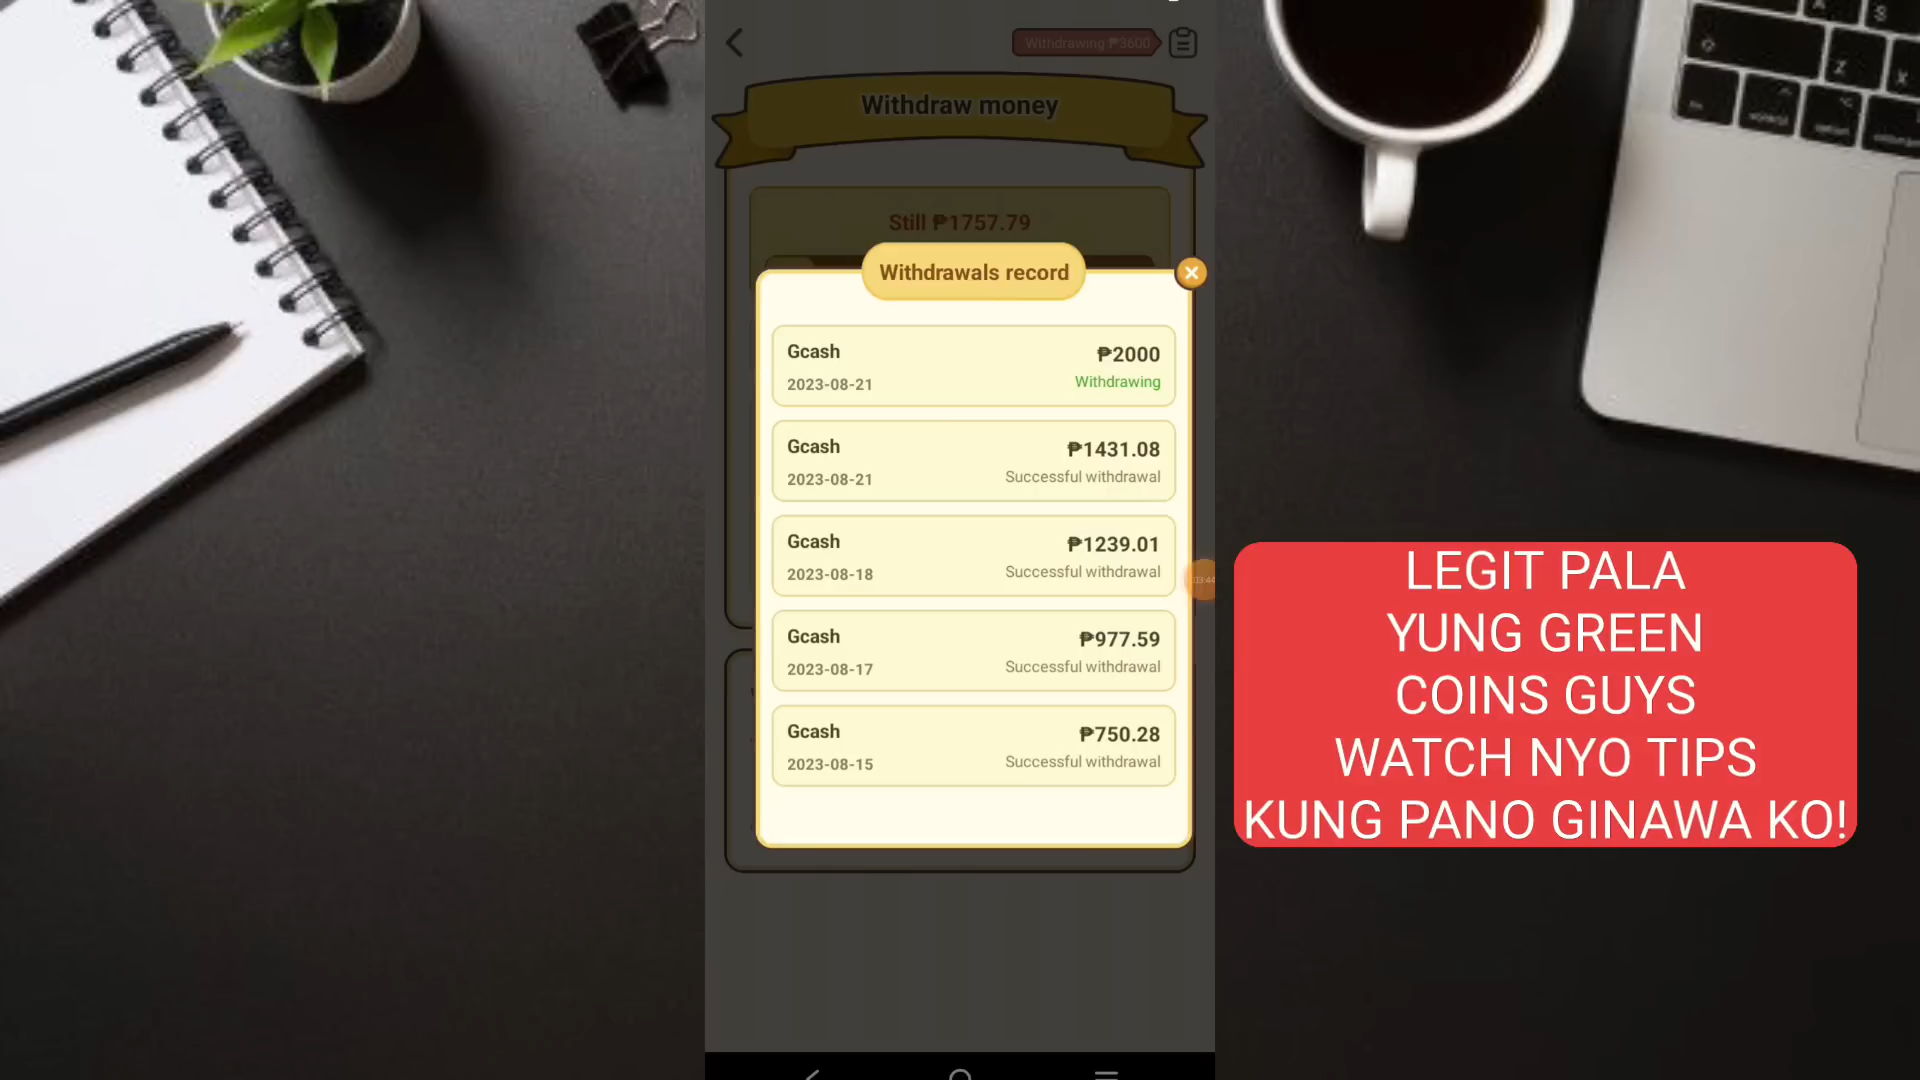 Withdrawing ₱3600
Withdraw money
Still ₱1757.79
Withdrawals record
Gcash
₱2000
2023-08-21
Withdrawing
Gcash
₱1431.08
2023-08-21
Successful withdrawal
Gcash
₱1239.01
2023-08-18
Successful withdrawal
Gcash
₱977.59
2023-08-17
Successful withdrawal
Gcash
₱750.28
2023-08-15
Successful withdrawal
03:44
LEGIT PALA
YUNG GREEN
COINS GUYS
WATCH NYO TIPS
KUNG PANO GINAWA KO!
Z
X
option